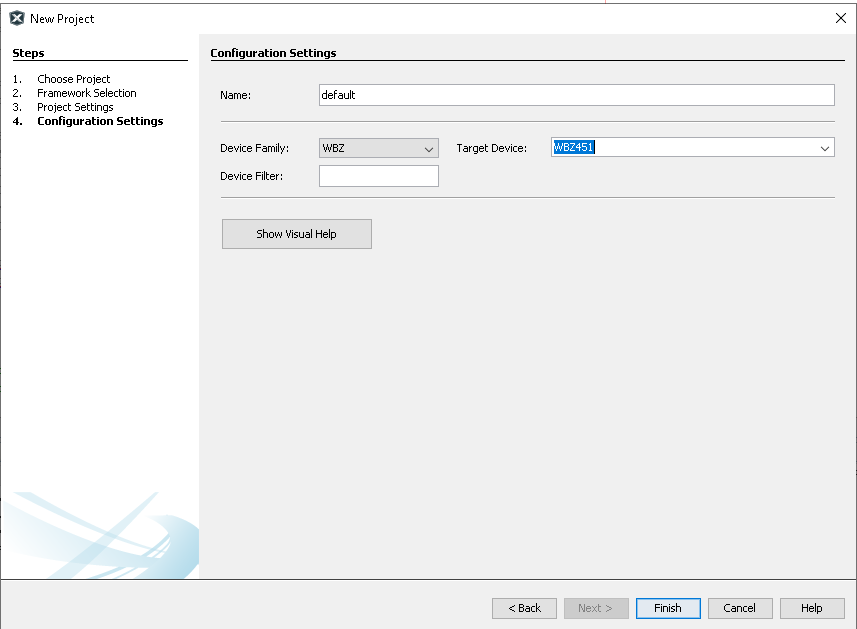 New Project
Steps
1. Choose Project
2. Framework Selection
3. Project Settings
4. Configuration Settings
Configuration Settings
Name: default
Device Family: WBZ Target Device: WBZ451
Device Filter:
Show Visual Help
< Back Next > Finish Cancel Help